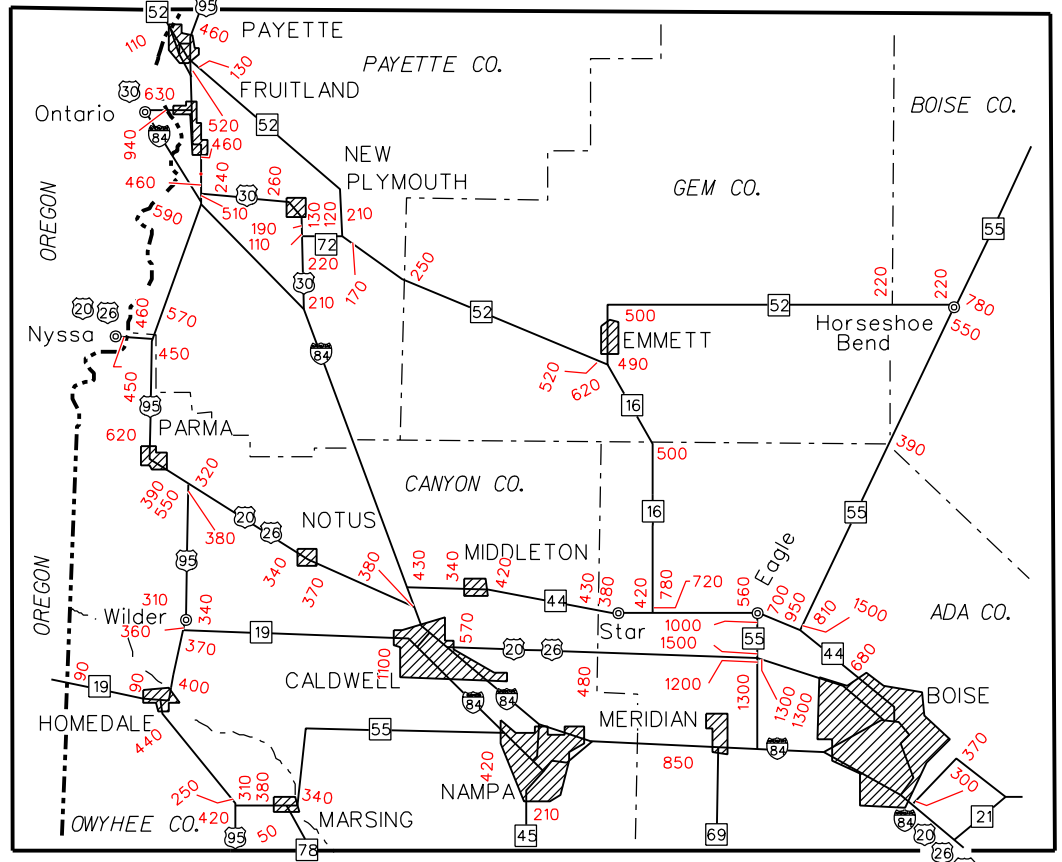 52 95
110 460 PAYETTE
130 PAYETTE CO.
30 630 FRUITLAND
Ontario 520 52 BOISE CO.
84
940 460 NEW
PLYMOUTH
460 240 30 260 GEM CO.
OREGON 590 510 130 120 210
190
110 72 55
220 250
30 170 220 220
20 26 460 210 52 52 780
570 500 550
Nyssa 450 84 EMMETT Horseshoe
Bend
490
450 520 620
95 16
620 PARMA
390
500
390 550 320 CANYON CO.
380 20 26 NOTUS 16 55
MIDDLETON Eagle
95 340 370 380 430 340 420
OREGON 430 380 420 780 720 560 700 950 810 1500 ADA CO.
310 340 44
Wilder 1000
360 Star
370 19 570 20 26 1500 55 44
680
90 19 90 400 1100 480 1200 1300 1300
1300
CALDWELL 84 84 BOISE
HOMEDALE 55 MERIDIAN
440 84
420 850 370
250 310 380 340 NAMPA 300
420 210 84 21
OWYHEE CO. 95 50 MARSING 20
78 45 69 26